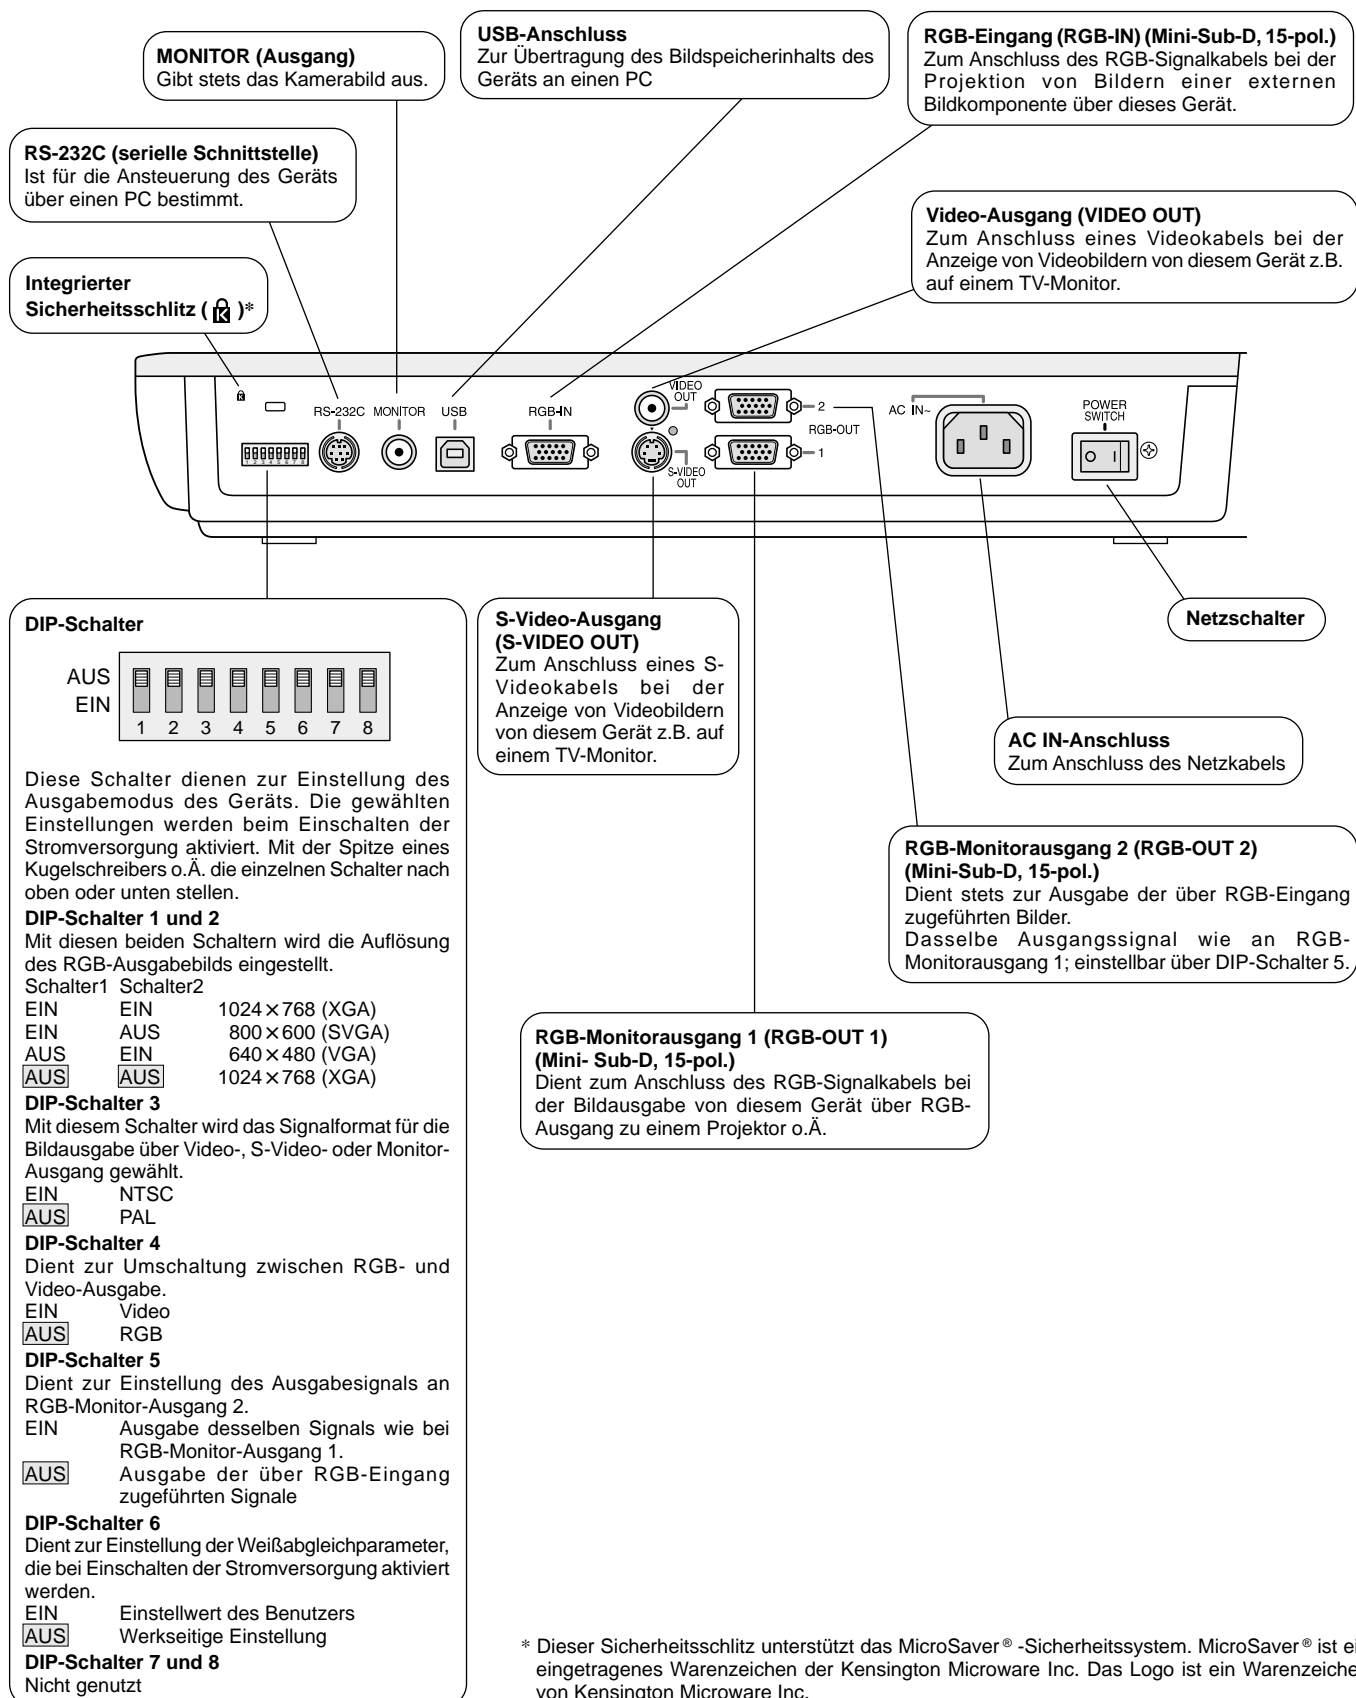 MONITOR (Ausgang)
Gibt stets das Kamerabild aus.
USB-Anschluss
Zur Übertragung des Bildspeicherinhalts des
Geräts an einen PC
RGB-Eingang (RGB-IN) (Mini-Sub-D, 15-pol.)
Zum Anschluss des RGB-Signalkabels bei der
Projektion von Bildern einer externen
Bildkomponente über dieses Gerät.
RS-232C (serielle Schnittstelle)
Ist für die Ansteuerung des Geräts
über einen PC bestimmt.
Video-Ausgang (VIDEO OUT)
Zum Anschluss eines Videokabels bei der
Anzeige von Videobildern von diesem Gerät z.B.
auf einem TV-Monitor.
Integrierter
Sicherheitsschlitz ( K )*
K
RS-232C
MONITOR
USB
RGB-IN
VIDEO
OUT
S-VIDEO
OUT
2
RGB-OUT
1
AC IN~
POWER
SWITCH
1 2 3 4 5 6 7 8
DIP-Schalter
AUS
EIN
1 2 3 4 5 6 7 8
Diese Schalter dienen zur Einstellung des
Ausgabemodus des Geräts. Die gewählten
Einstellungen werden beim Einschalten der
Stromversorgung aktiviert. Mit der Spitze eines
Kugelschreibers o.Ä. die einzelnen Schalter nach
oben oder unten stellen.
DIP-Schalter 1 und 2
Mit diesen beiden Schaltern wird die Auflösung
des RGB-Ausgabebilds eingestellt.
Schalter1 Schalter2
EIN EIN 1024×768 (XGA)
EIN AUS 800×600 (SVGA)
AUS EIN 640×480 (VGA)
AUS AUS 1024×768 (XGA)
DIP-Schalter 3
Mit diesem Schalter wird das Signalformat für die
Bildausgabe über Video-, S-Video- oder Monitor-
Ausgang gewählt.
EIN NTSC
AUS PAL
DIP-Schalter 4
Dient zur Umschaltung zwischen RGB- und
Video-Ausgabe.
EIN Video
AUS RGB
DIP-Schalter 5
Dient zur Einstellung des Ausgabesignals an
RGB-Monitor-Ausgang 2.
EIN Ausgabe desselben Signals wie bei
RGB-Monitor-Ausgang 1.
AUS Ausgabe der über RGB-Eingang
zugeführten Signale
DIP-Schalter 6
Dient zur Einstellung der Weißabgleichparameter,
die bei Einschalten der Stromversorgung aktiviert
werden.
EIN Einstellwert des Benutzers
AUS Werkseitige Einstellung
DIP-Schalter 7 und 8
Nicht genutzt
S-Video-Ausgang
(S-VIDEO OUT)
Zum Anschluss eines S-
Videokabels bei der
Anzeige von Videobildern
von diesem Gerät z.B. auf
einem TV-Monitor.
Netzschalter
AC IN-Anschluss
Zum Anschluss des Netzkabels
RGB-Monitorausgang 2 (RGB-OUT 2)
(Mini-Sub-D, 15-pol.)
Dient stets zur Ausgabe der über RGB-Eingang
zugeführten Bilder.
Dasselbe Ausgangssignal wie an RGB-
Monitorausgang 1; einstellbar über DIP-Schalter 5.
RGB-Monitorausgang 1 (RGB-OUT 1)
(Mini- Sub-D, 15-pol.)
Dient zum Anschluss des RGB-Signalkabels bei
der Bildausgabe von diesem Gerät über RGB-
Ausgang zu einem Projektor o.Ä.
* Dieser Sicherheitsschlitz unterstützt das MicroSaver® -Sicherheitssystem. MicroSaver® ist ei
eingetragenes Warenzeichen der Kensington Microware Inc. Das Logo ist ein Warenzeiche
von Kensington Microware Inc.